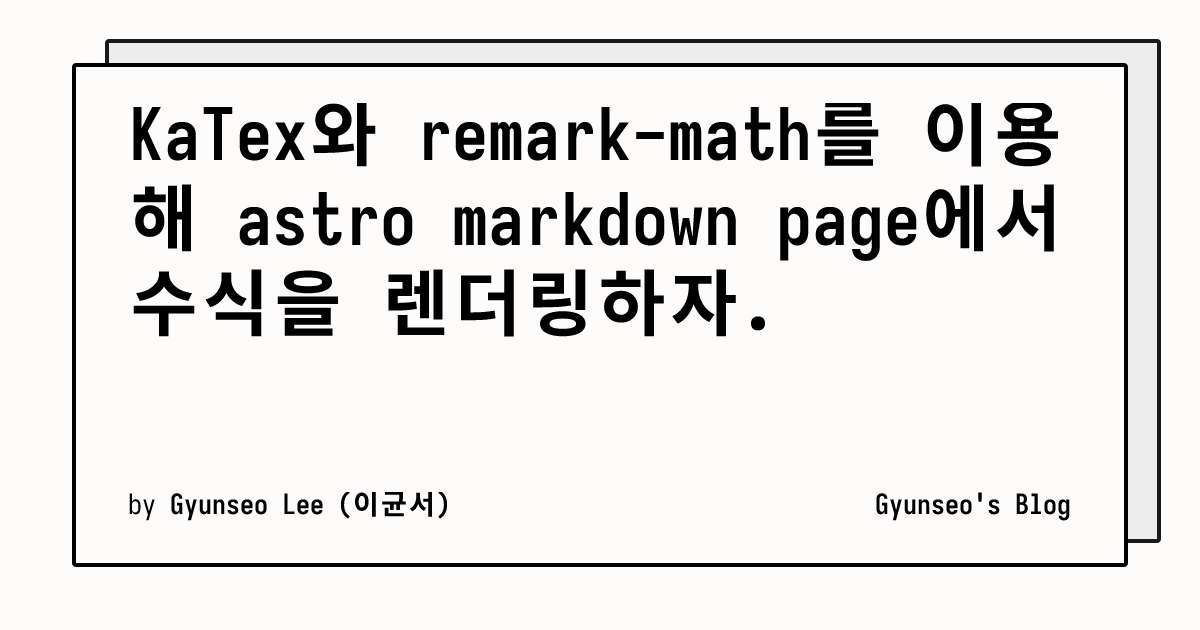 KaTex와 remark-math를 이용
해 astro markdown page에서
수식을 렌더링하자.
by Gyunseo Lee (이균서)
Gyunseo's Blog